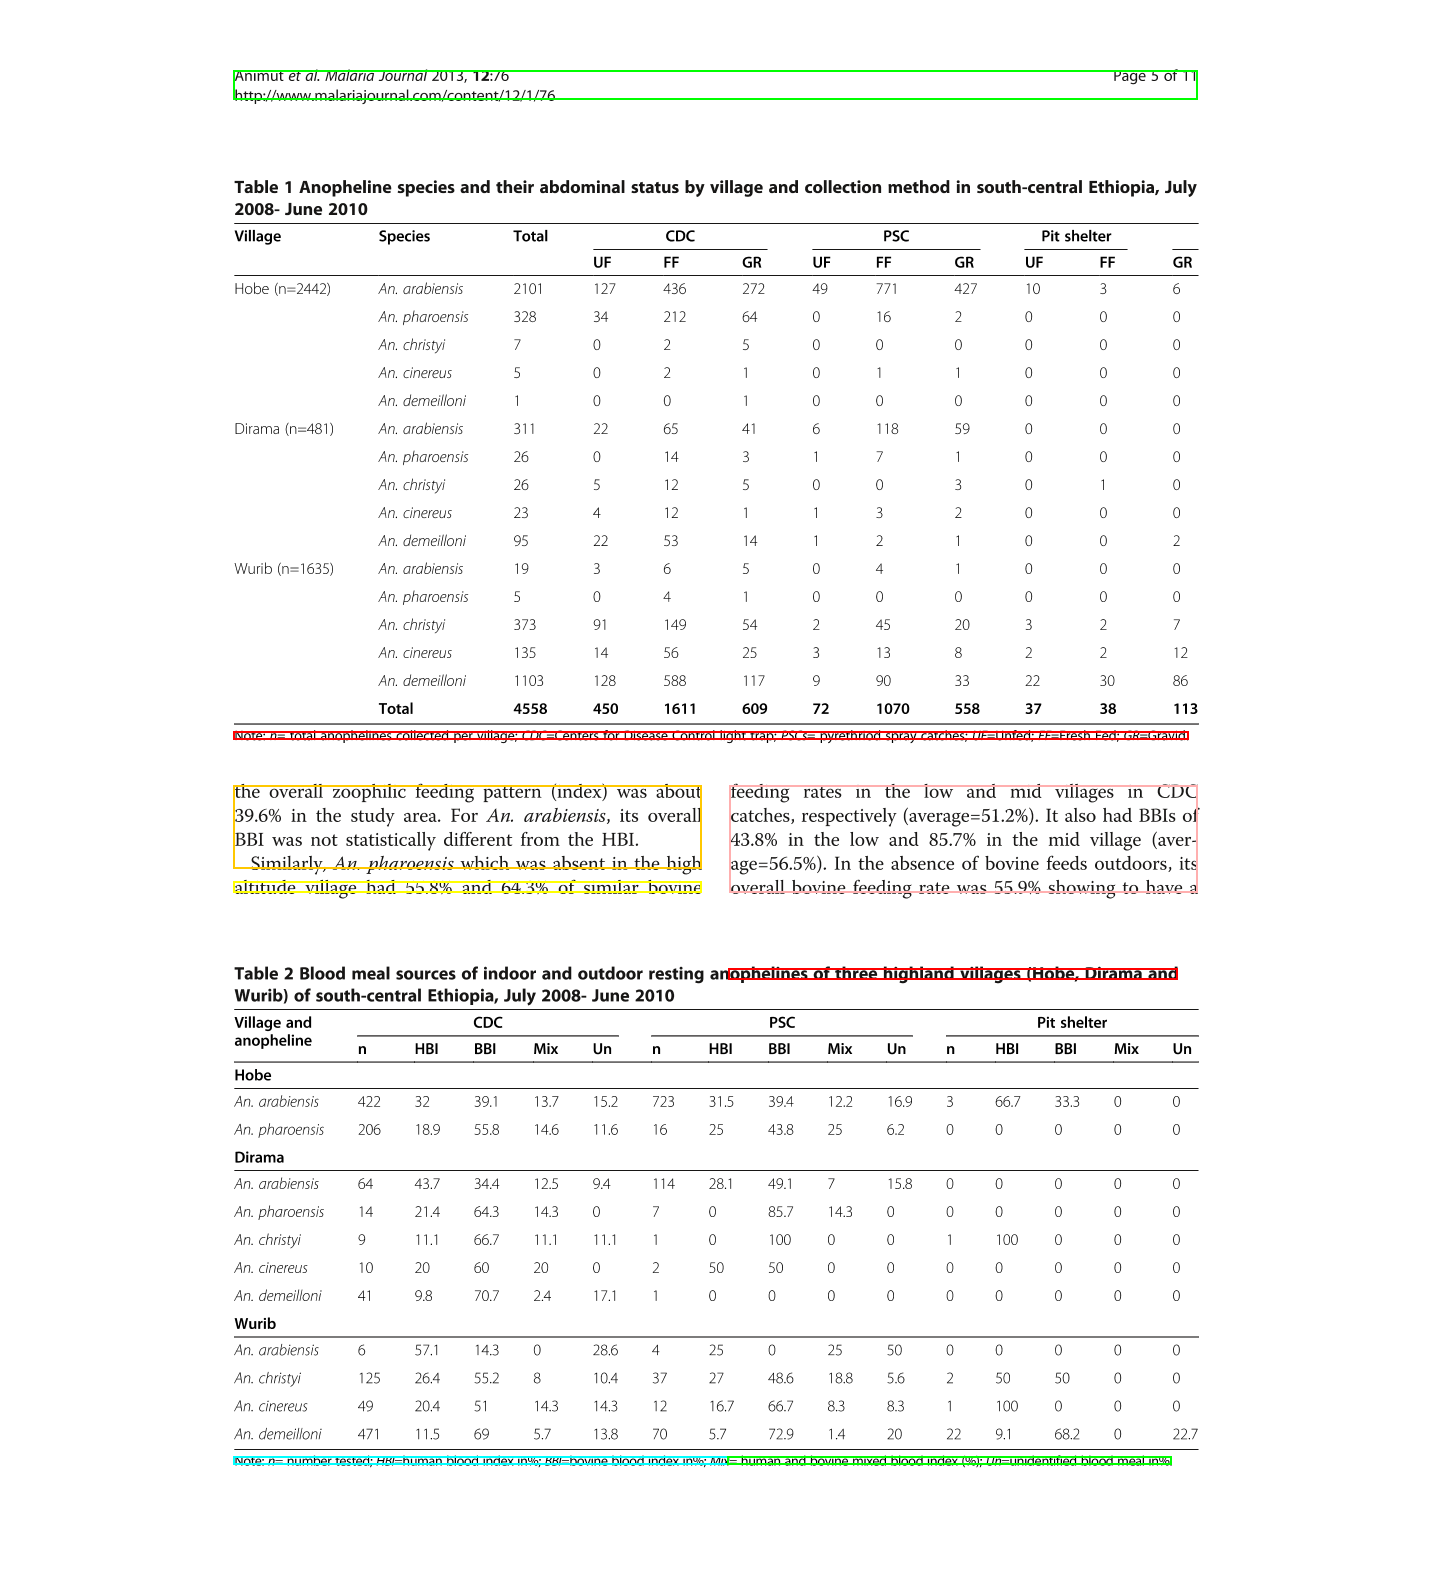 Animut et al. Malaria Journal 2013, 12:76 Page 5 of 11
http://www.malariajournal.com/content/12/1/76
Table 1 Anopheline species and their abdominal status by village and collection method in south-central Ethiopia, July
2008- June 2010
Village Species Total CDC PSC Pit shelter
UF FF GR UF FF GR UF FF GR
Hobe (n=2442) An. arabiensis 2101 127 436 272 49 771 427 10 3 6
An. pharoensis 328 34 212 64 0 16 2 0 0 0
An. christyi 7 0 2 5 0 0 0 0 0 0
An. cinereus 5 0 2 1 0 1 1 0 0 0
An. demeilloni 1 0 0 1 0 0 0 0 0 0
Dirama (n=481) An. arabiensis 311 22 65 41 6 118 59 0 0 0
An. pharoensis 26 0 14 3 1 7 1 0 0 0
An. christyi 26 5 12 5 0 0 3 0 1 0
An. cinereus 23 4 12 1 1 3 2 0 0 0
An. demeilloni 95 22 53 14 1 2 1 0 0 2
Wurib (n=1635) An. arabiensis 19 3 6 5 0 4 1 0 0 0
An. pharoensis 5 0 4 1 0 0 0 0 0 0
An. christyi 373 91 149 54 2 45 20 3 2 7
An. cinereus 135 14 56 25 3 13 8 2 2 12
An. demeilloni 1103 128 588 117 9 90 33 22 30 86
Total 4558 450 1611 609 72 1070 558 37 38 113
Note: n= total anophelines collected per village; CDC=Centers for Disease Control light trap; PSCs= pyrethriod spray catches; UF=Unfed; FF=Fresh Fed; GR=Gravid.
the overall zoophilic feeding pattern (index) was about
39.6% in the study area. For An. arabiensis, its overall
BBI was not statistically different from the HBI.
Similarly, An. pharoensis which was absent in the high
altitude village had 55.8% and 64.3% of similar bovine
feeding rates in the low and mid villages in CDC
catches, respectively (average=51.2%). It also had BBIs of
43.8% in the low and 85.7% in the mid village (aver-
age=56.5%). In the absence of bovine feeds outdoors, its
overall bovine feeding rate was 55.9% showing to have a
Table 2 Blood meal sources of indoor and outdoor resting anophelines of three highland villages (Hobe, Dirama and
Wurib) of south-central Ethiopia, July 2008- June 2010
Village and CDC PSC Pit shelter
anopheline
n HBI BBI Mix Un n HBI BBI Mix Un n HBI BBI Mix Un
Hobe
An. arabiensis 422 32 39.1 13.7 15.2 723 31.5 39.4 12.2 16.9 3 66.7 33.3 0 0
An. pharoensis 206 18.9 55.8 14.6 11.6 16 25 43.8 25 6.2 0 0 0 0 0
Dirama
An. arabiensis 64 43.7 34.4 12.5 9.4 114 28.1 49.1 7 15.8 0 0 0 0 0
An. pharoensis 14 21.4 64.3 14.3 0 7 0 85.7 14.3 0 0 0 0 0 0
An. christyi 9 11.1 66.7 11.1 11.1 1 0 100 0 0 1 100 0 0 0
An. cinereus 10 20 60 20 0 2 50 50 0 0 0 0 0 0 0
An. demeilloni 41 9.8 70.7 2.4 17.1 1 0 0 0 0 0 0 0 0 0
Wurib
An. arabiensis 6 57.1 14.3 0 28.6 4 25 0 25 50 0 0 0 0 0
An. christyi 125 26.4 55.2 8 10.4 37 27 48.6 18.8 5.6 2 50 50 0 0
An. cinereus 49 20.4 51 14.3 14.3 12 16.7 66.7 8.3 8.3 1 100 0 0 0
An. demeilloni 471 11.5 69 5.7 13.8 70 5.7 72.9 1.4 20 22 9.1 68.2 0 22.7
Note: n= number tested; HBI=human blood index in%; BBI=bovine blood index in%; Mix= human and bovine mixed blood index (%); Un=unidentified blood meal in%